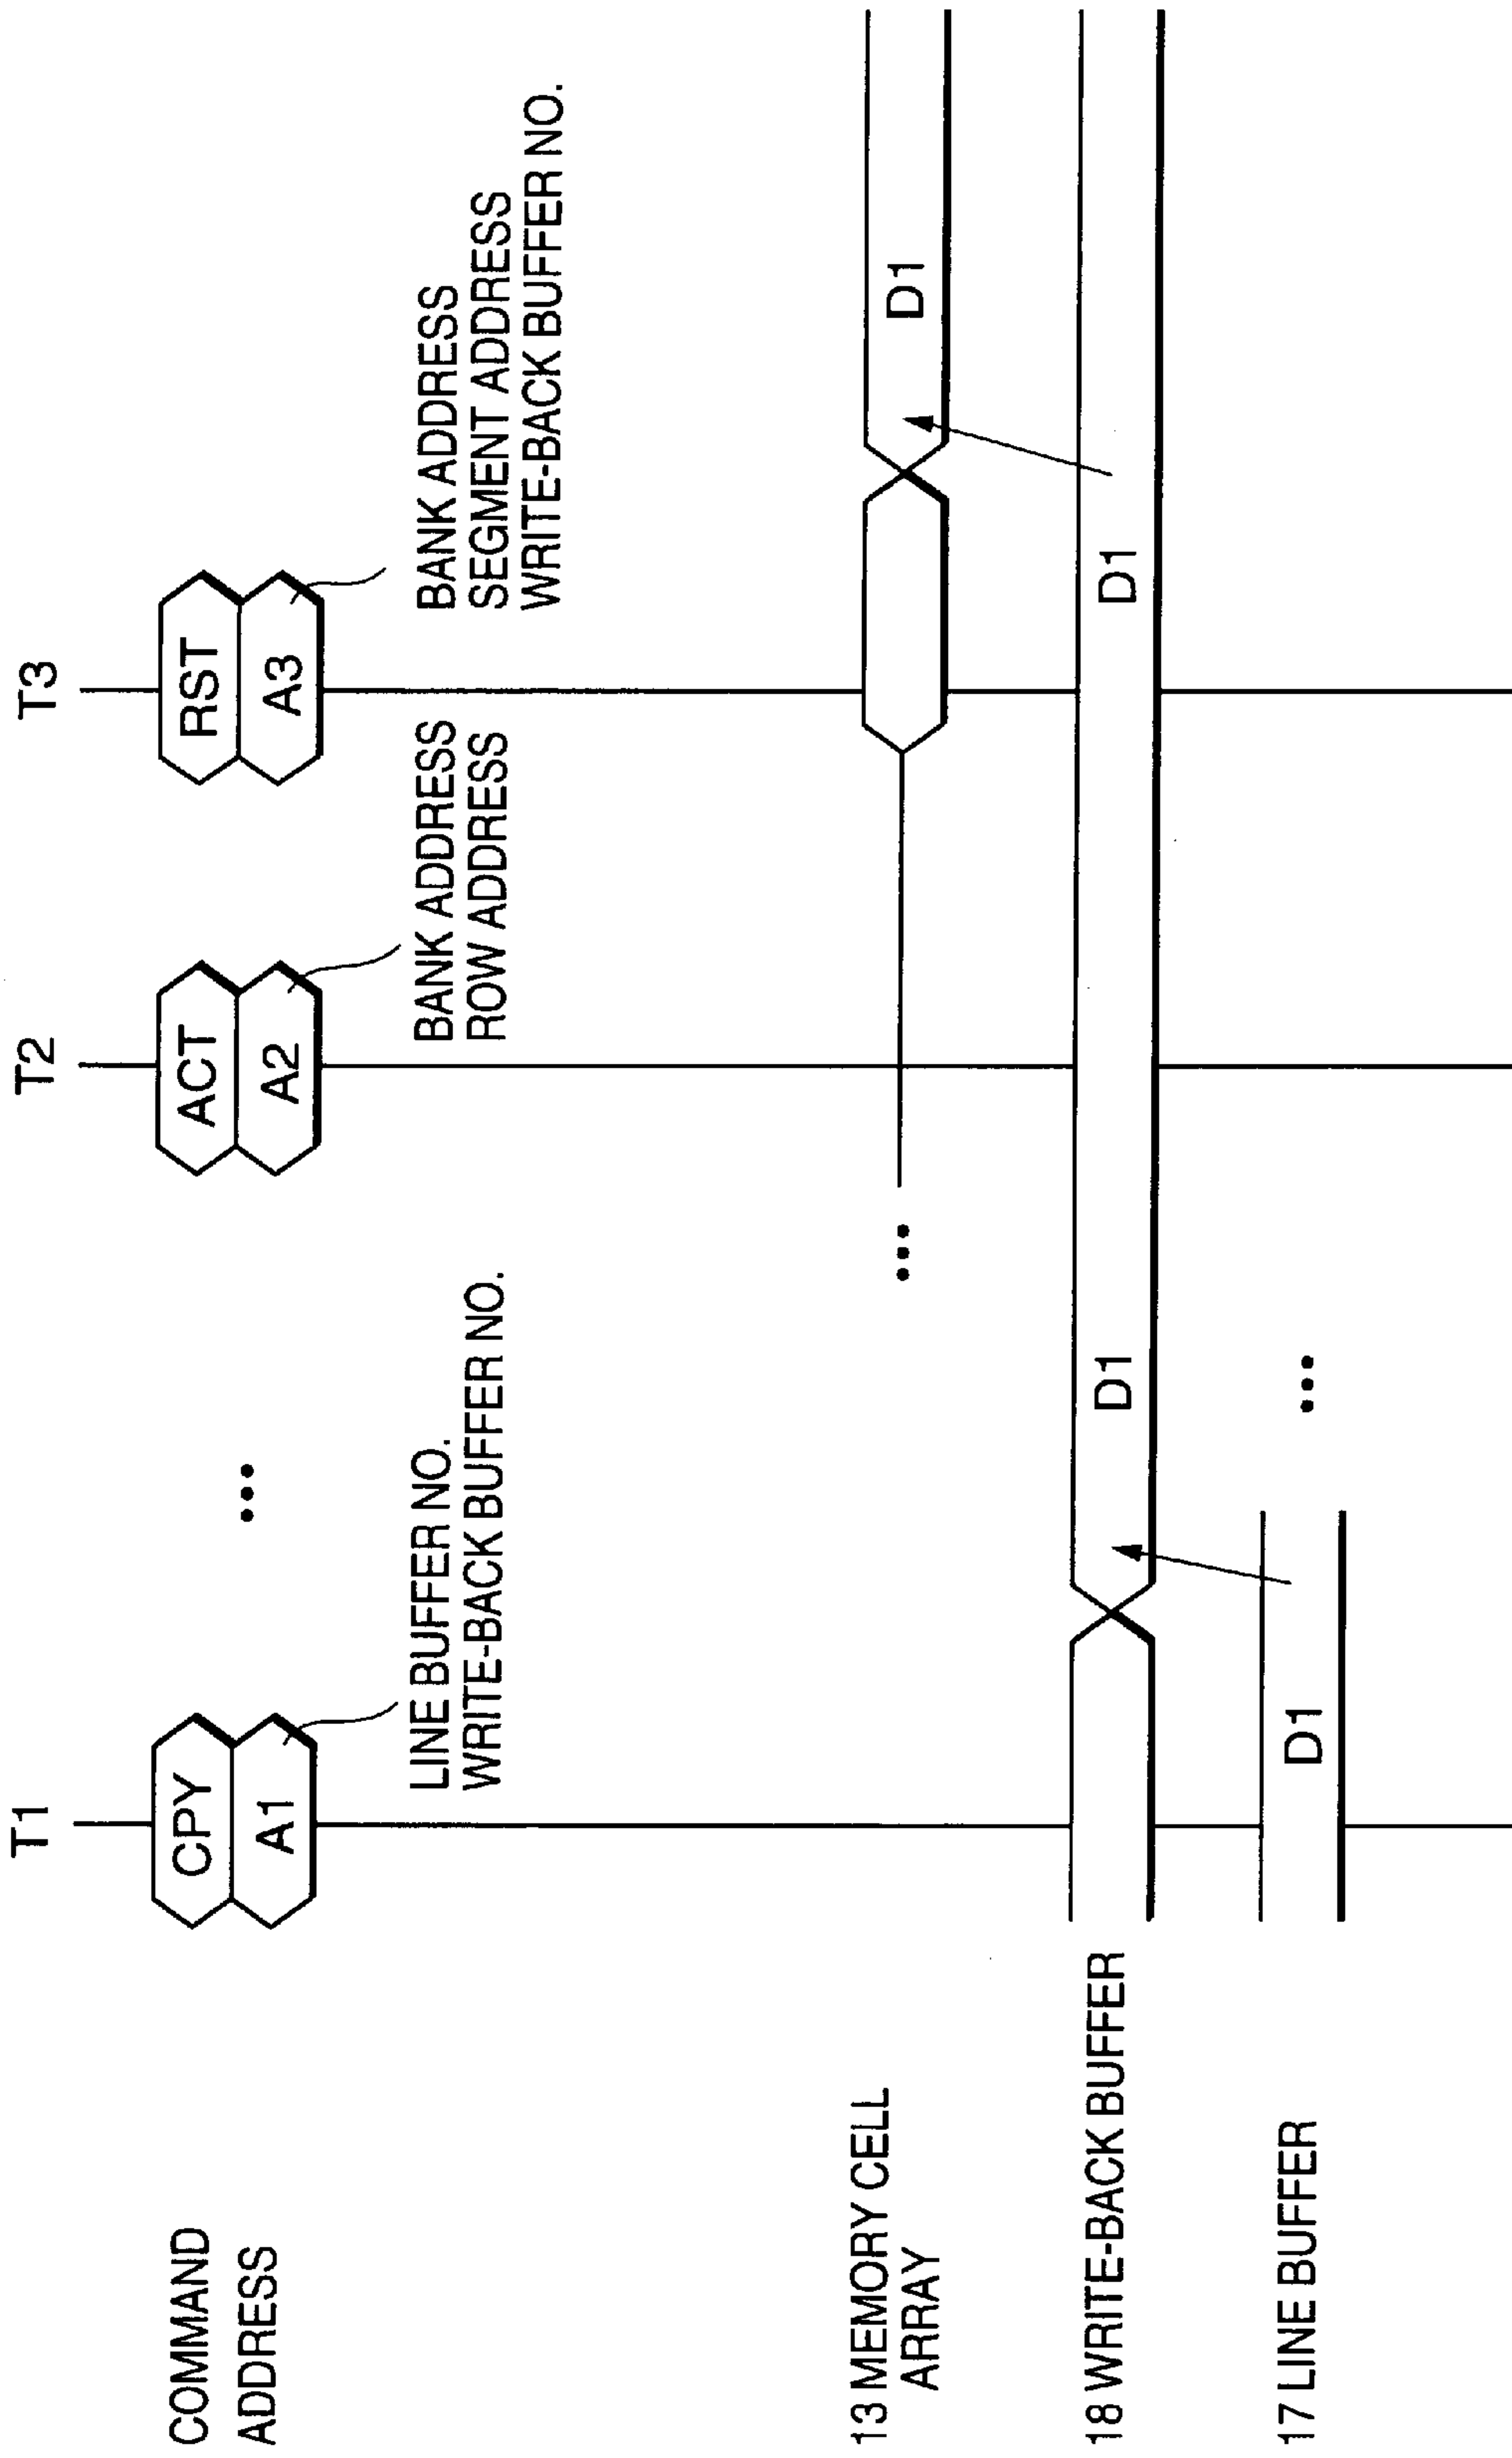 T1
T2
T3
COMMAND
CPY
ACT
RST
ADDRESS
A1
A2
A3
LINE BUFFER NO.
WRITE-BACK BUFFER NO.
BANK ADDRESS
ROW ADDRESS
BANK ADDRESS
SEGMENT ADDRESS
WRITE-BACK BUFFER NO.
13 MEMORY CELL
ARRAY
D1
18 WRITE-BACK BUFFER
D1
D1
17 LINE BUFFER
D1